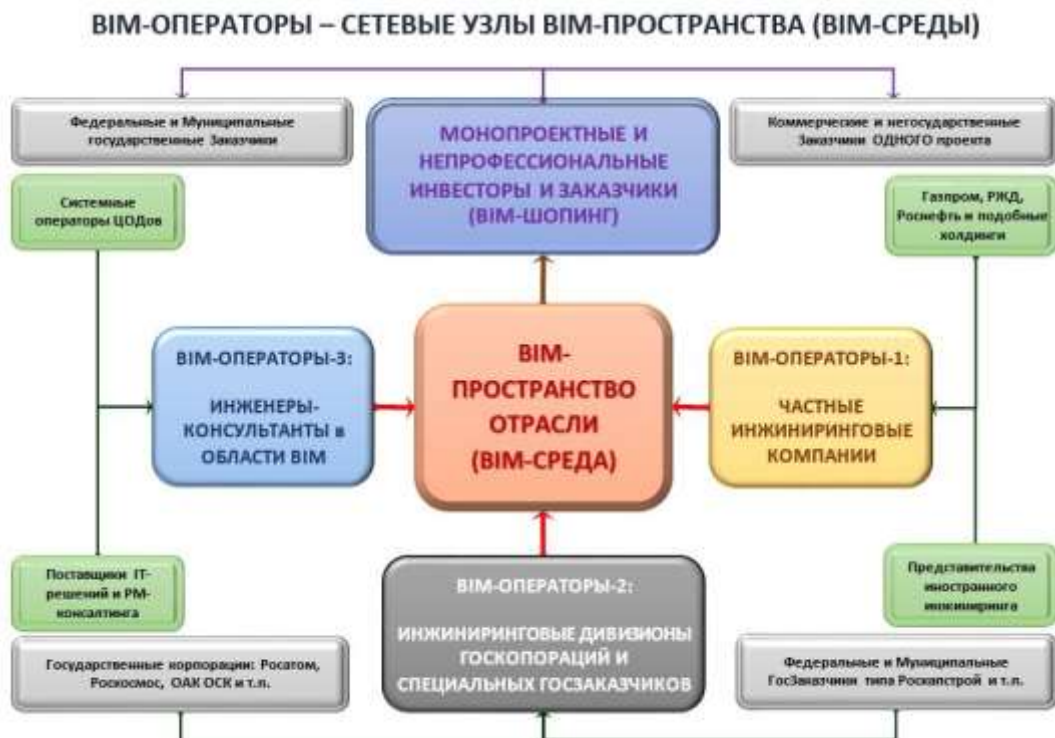 BIM-ОПЕРАТОРЫ – СЕТЕВЫЕ УЗЛЫ BIM-ПРОСТРАНСТВА (BIM-СРЕДЫ)
Федеральные и Муниципальные
государственные Заказчики
МОНОПРОЕКТНЫЕ И
НЕПРОФЕССИОНАЛЬНЫЕ
ИНВЕСТОРЫ И ЗАКАЗЧИКИ
(BIM-ШОПИНГ)
Коммерческие и негосударственные
Заказчики ОДНОГО проекта
Системные
операторы ЦОДов
Газпром, РЖД,
Роснефть и подобные
холдинги
BIM-ОПЕРАТОРЫ-3:
ИНЖЕНЕРЫ-
КОНСУЛЬТАНТЫ в
ОБЛАСТИ BIM
BIM-
ПРОСТРАНСТВО
ОТРАСЛИ
(BIM-СРЕДА)
BIM-ОПЕРАТОРЫ-1:
ЧАСТНЫЕ
ИНЖИНИРИНГОВЫЕ
КОМПАНИИ
Поставщики IT-
решений и PM-
консалтинга
BIM-ОПЕРАТОРЫ-2:
ИНЖИНИРИНГОВЫЕ ДИВИЗИОНЫ
ГОСКОПОРАЦИЙ И
СПЕЦИАЛЬНЫХ ГОСЗАКАЗЧИКОВ
Представительства
иностранного
инжиниринга
Государственные корпорации: Росатом,
Роскосмос, ОАК ОСК и т.п.
Федеральные и Муниципальные
ГосЗаказчики типа Роскапстрой и т.п.